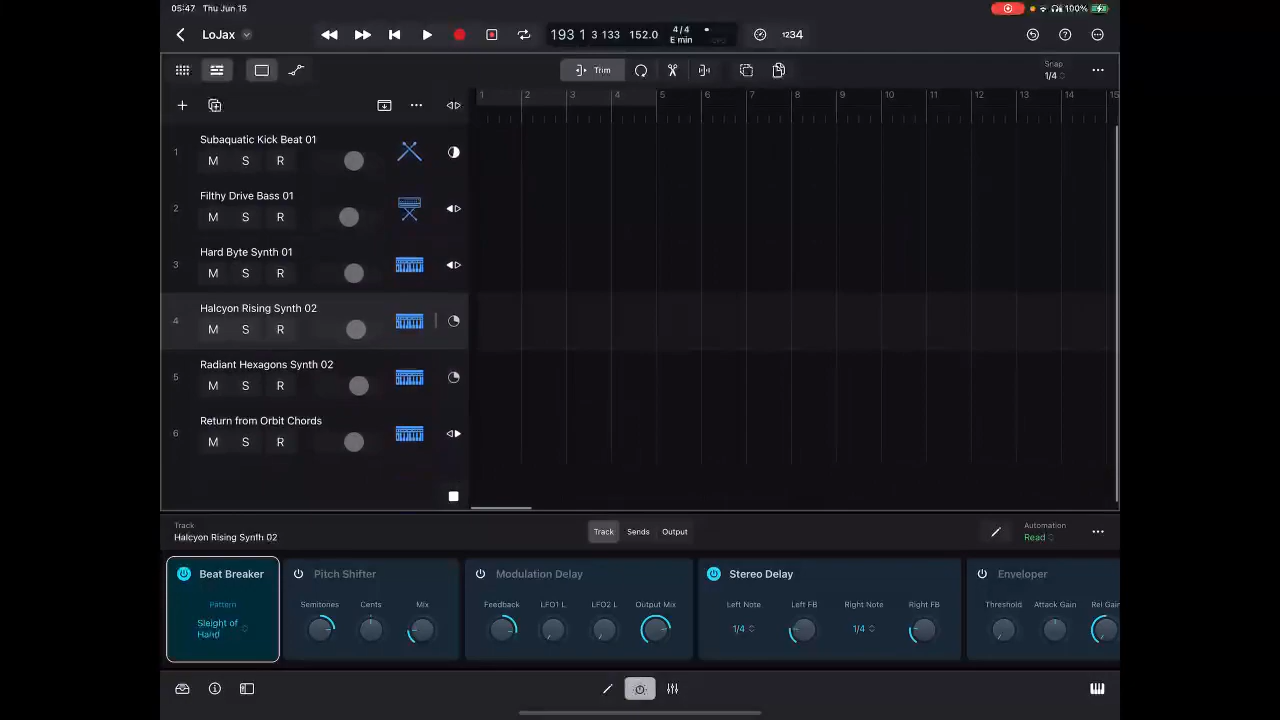 05:47 Thu Jun 15 100%
LoJax 193 1 3 133 152.0 4/4 E min 1234
Trim Snap 1/4
1 2 3 4 5 6 7 8 9 10 11 12 13 14 15
1 Subaquatic Kick Beat 01
M S R
2 Filthy Drive Bass 01
M S R
3 Hard Byte Synth 01
M S R
4 Halcyon Rising Synth 02
M S R
5 Radiant Hexagons Synth 02
M S R
6 Return from Orbit Chords
M S R
Track
Halcyon Rising Synth 02
Track Sends Output
Automation
Read
Beat Breaker Pitch Shifter Modulation Delay Stereo Delay Enveloper
Pattern Semitones Cents Mix Feedback LFO1 L LFO2 L Output Mix Left Note Left FB Right Note Right FB Threshold Attack Gain Rel Gain
Sleight of
Hand
1/4 1/4